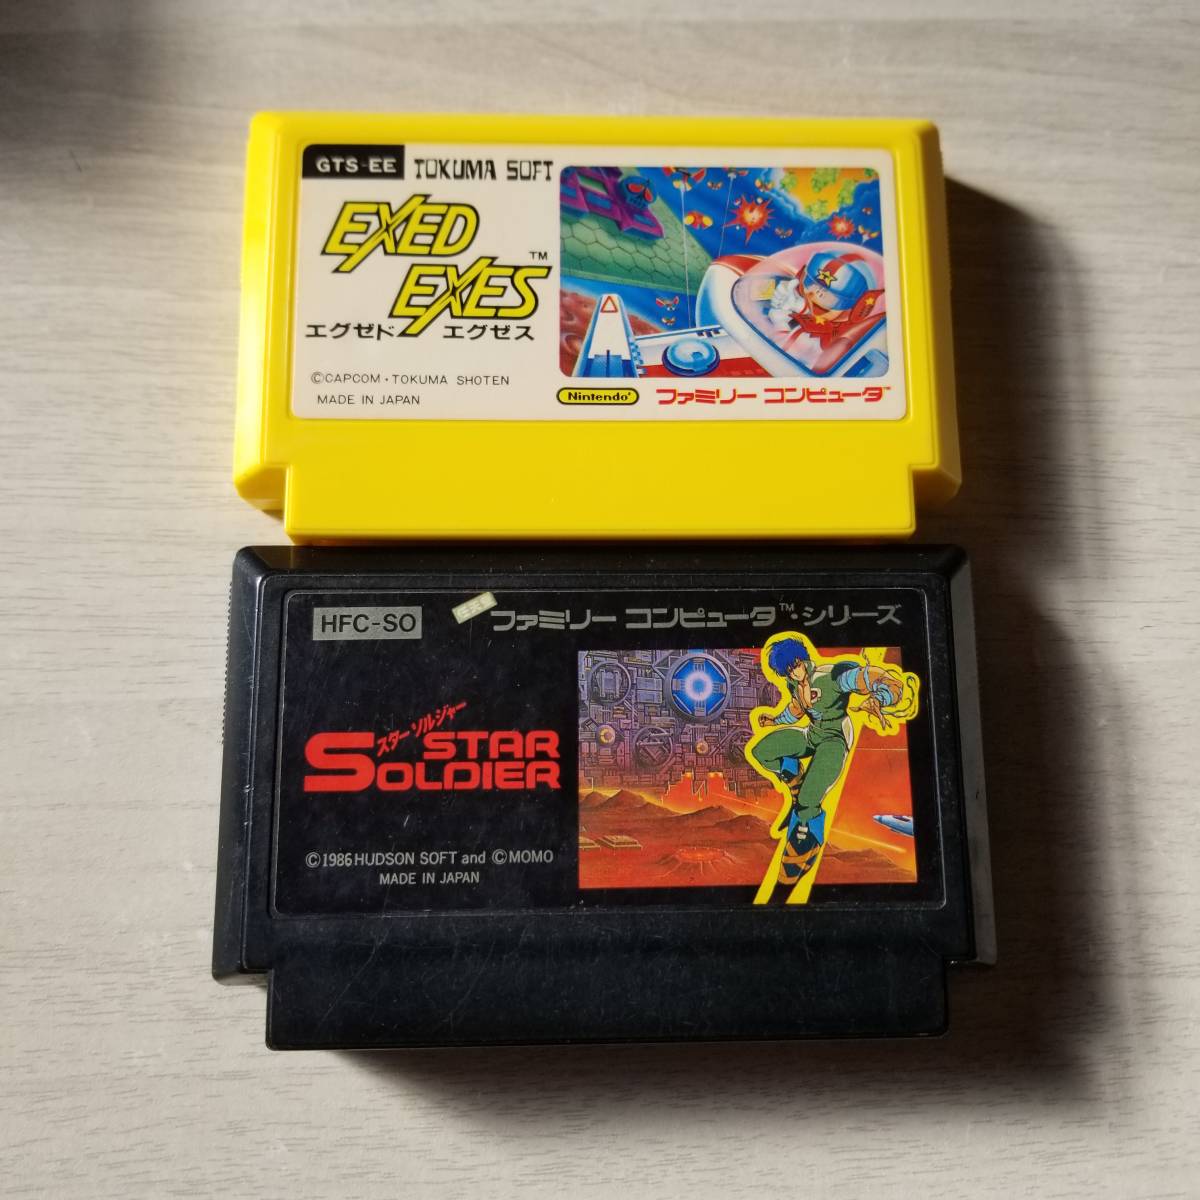 GTS-EE TOKUMA SOFT
EXED
EXES™
エグゼド エグゼス
©CAPCOM・TOKUMA SHOTEN
MADE IN JAPAN
Nintendo® ファミリー コンピュータ™
HFC-SO ファミリー コンピュータ™・シリーズ
スターソルジャー
STAR
SOLDIER
©1986 HUDSON SOFT and ©MOMO
MADE IN JAPAN